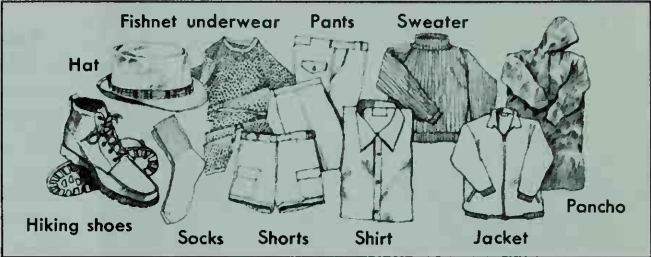 Fishnet underwear Pants Sweater
Hat
Poncho
Hiking shoes
Socks Shorts Shirt Jacket